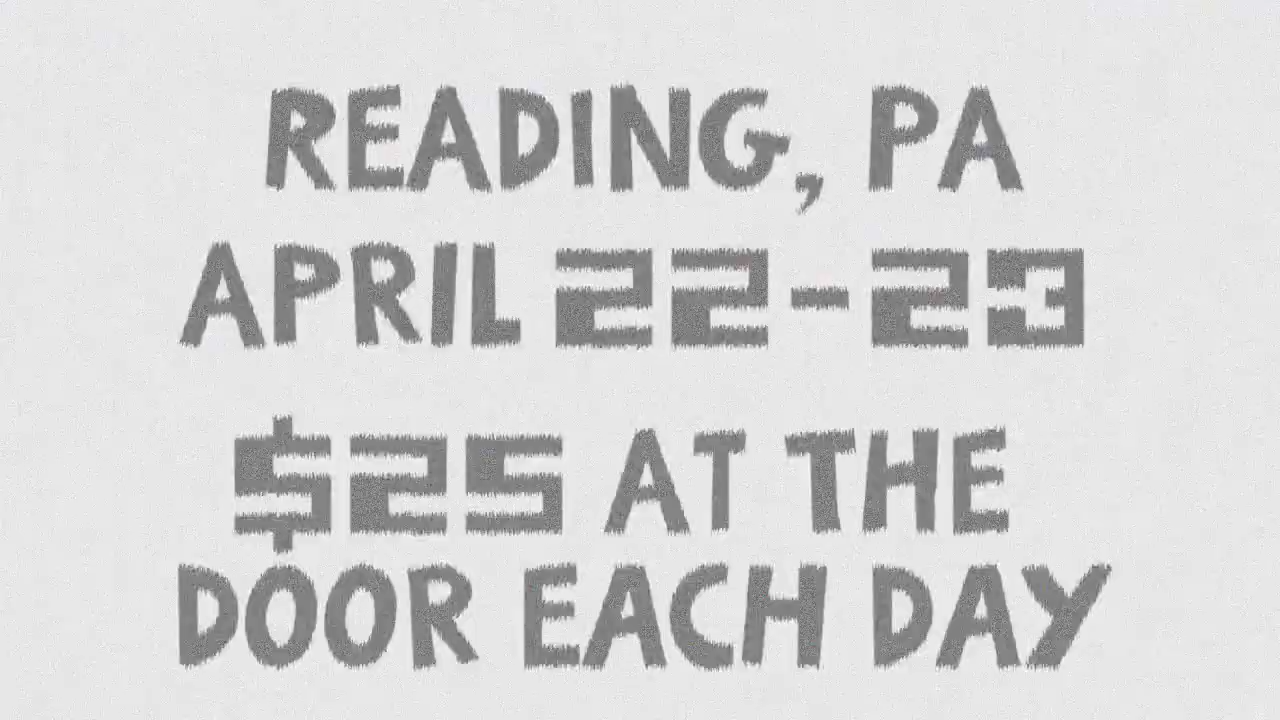 READING, PA
APRIL 22-23
$25 AT THE
DOOR EACH DAY